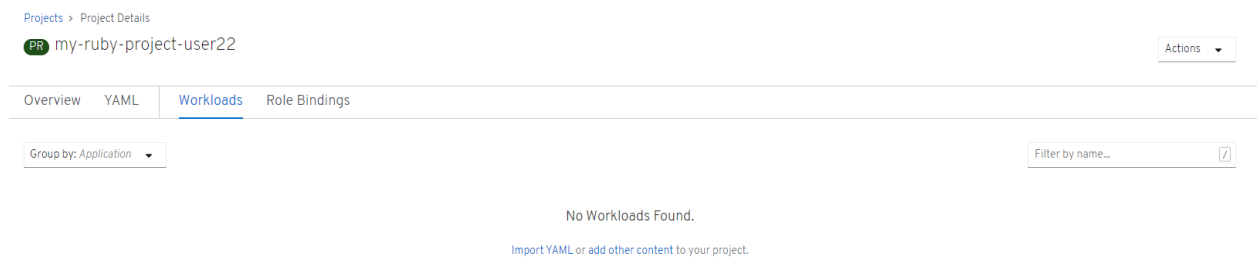 Projects > Project Details
PR my-ruby-project-user22
Actions
Overview YAML Workloads Role Bindings
Group by: Application
Filter by name... /
No Workloads Found.
Import YAML or add other content to your project.